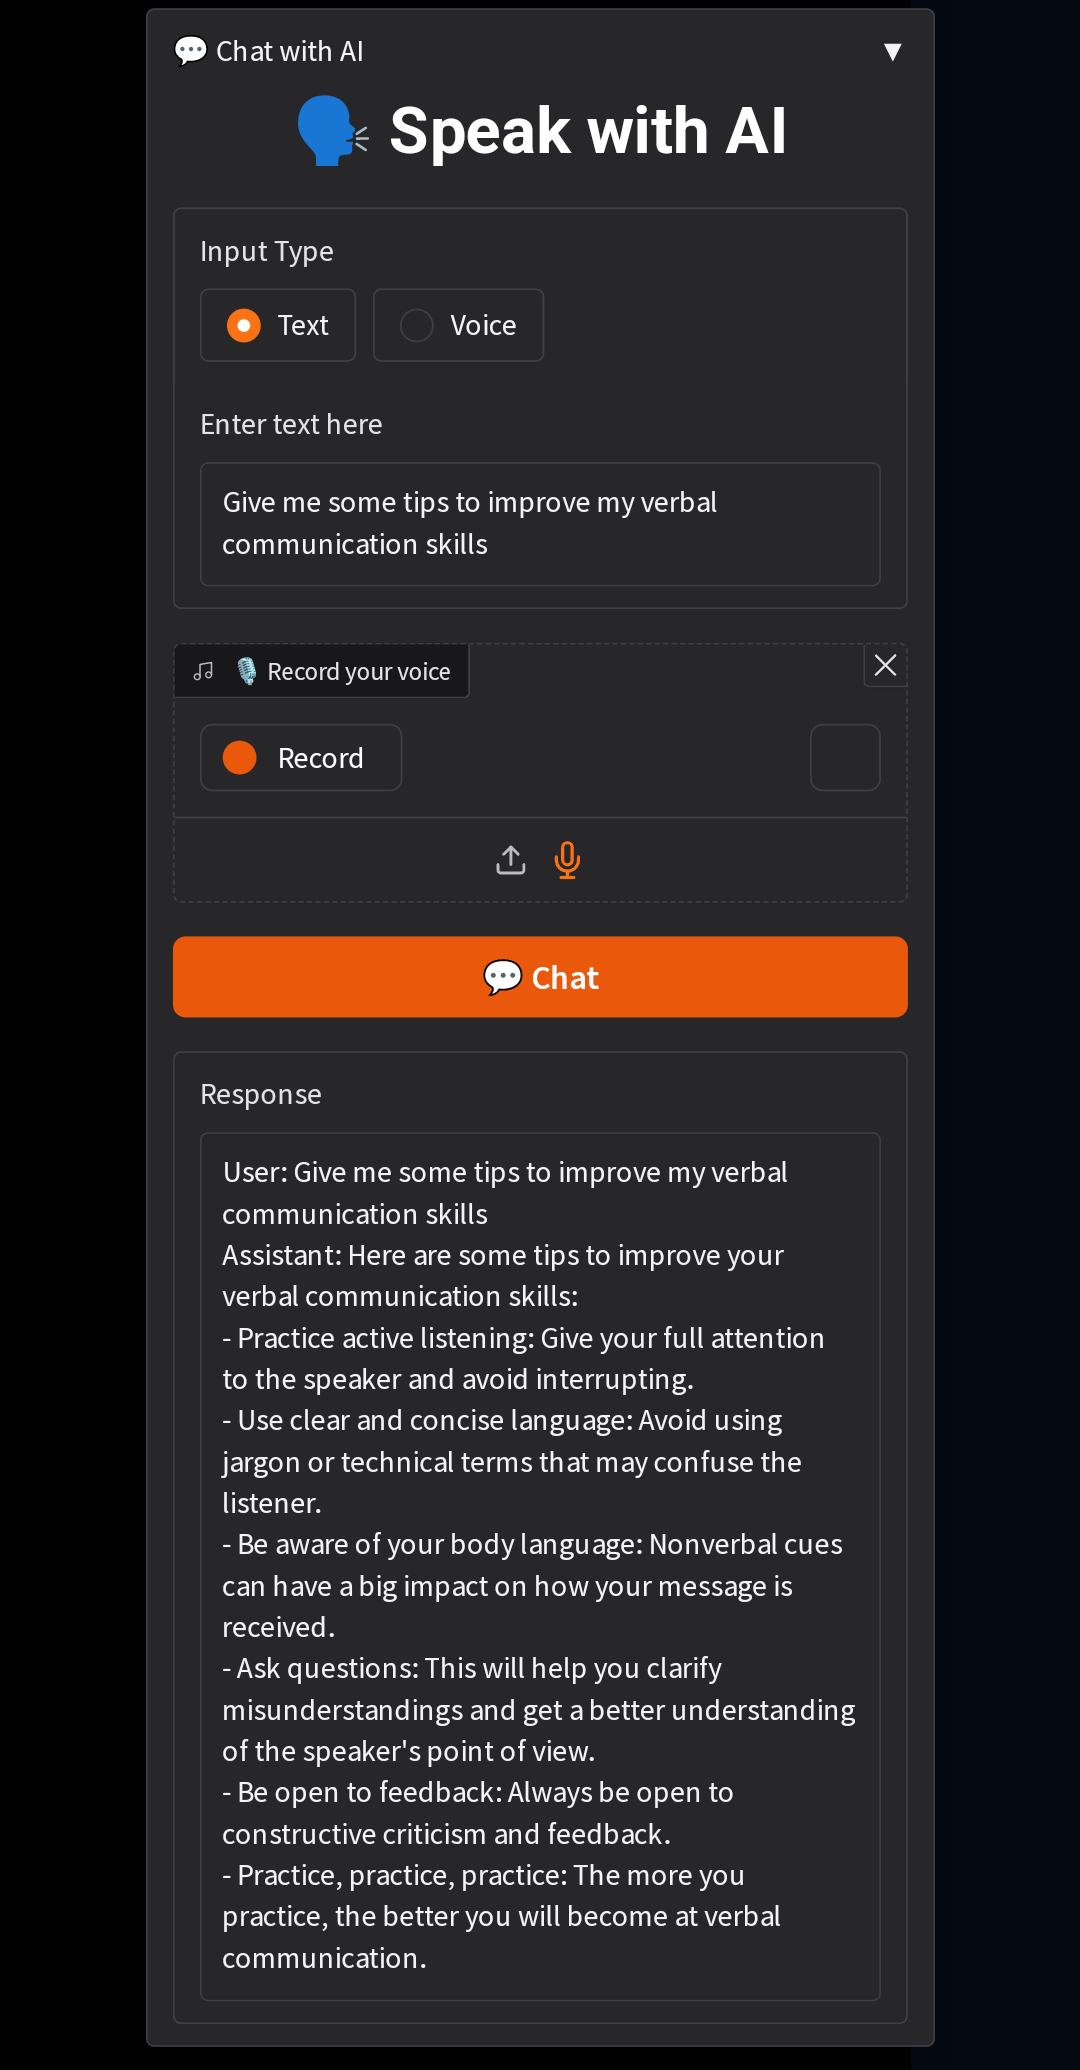 💬 Chat with AI ▼
🗣️ Speak with AI
Input Type
Text Voice
Enter text here
Give me some tips to improve my verbal
communication skills
🎙️ Record your voice
Record
💬 Chat
Response
User: Give me some tips to improve my verbal
communication skills
Assistant: Here are some tips to improve your
verbal communication skills:
- Practice active listening: Give your full attention
to the speaker and avoid interrupting.
- Use clear and concise language: Avoid using
jargon or technical terms that may confuse the
listener.
- Be aware of your body language: Nonverbal cues
can have a big impact on how your message is
received.
- Ask questions: This will help you clarify
misunderstandings and get a better understanding
of the speaker's point of view.
- Be open to feedback: Always be open to
constructive criticism and feedback.
- Practice, practice, practice: The more you
practice, the better you will become at verbal
communication.